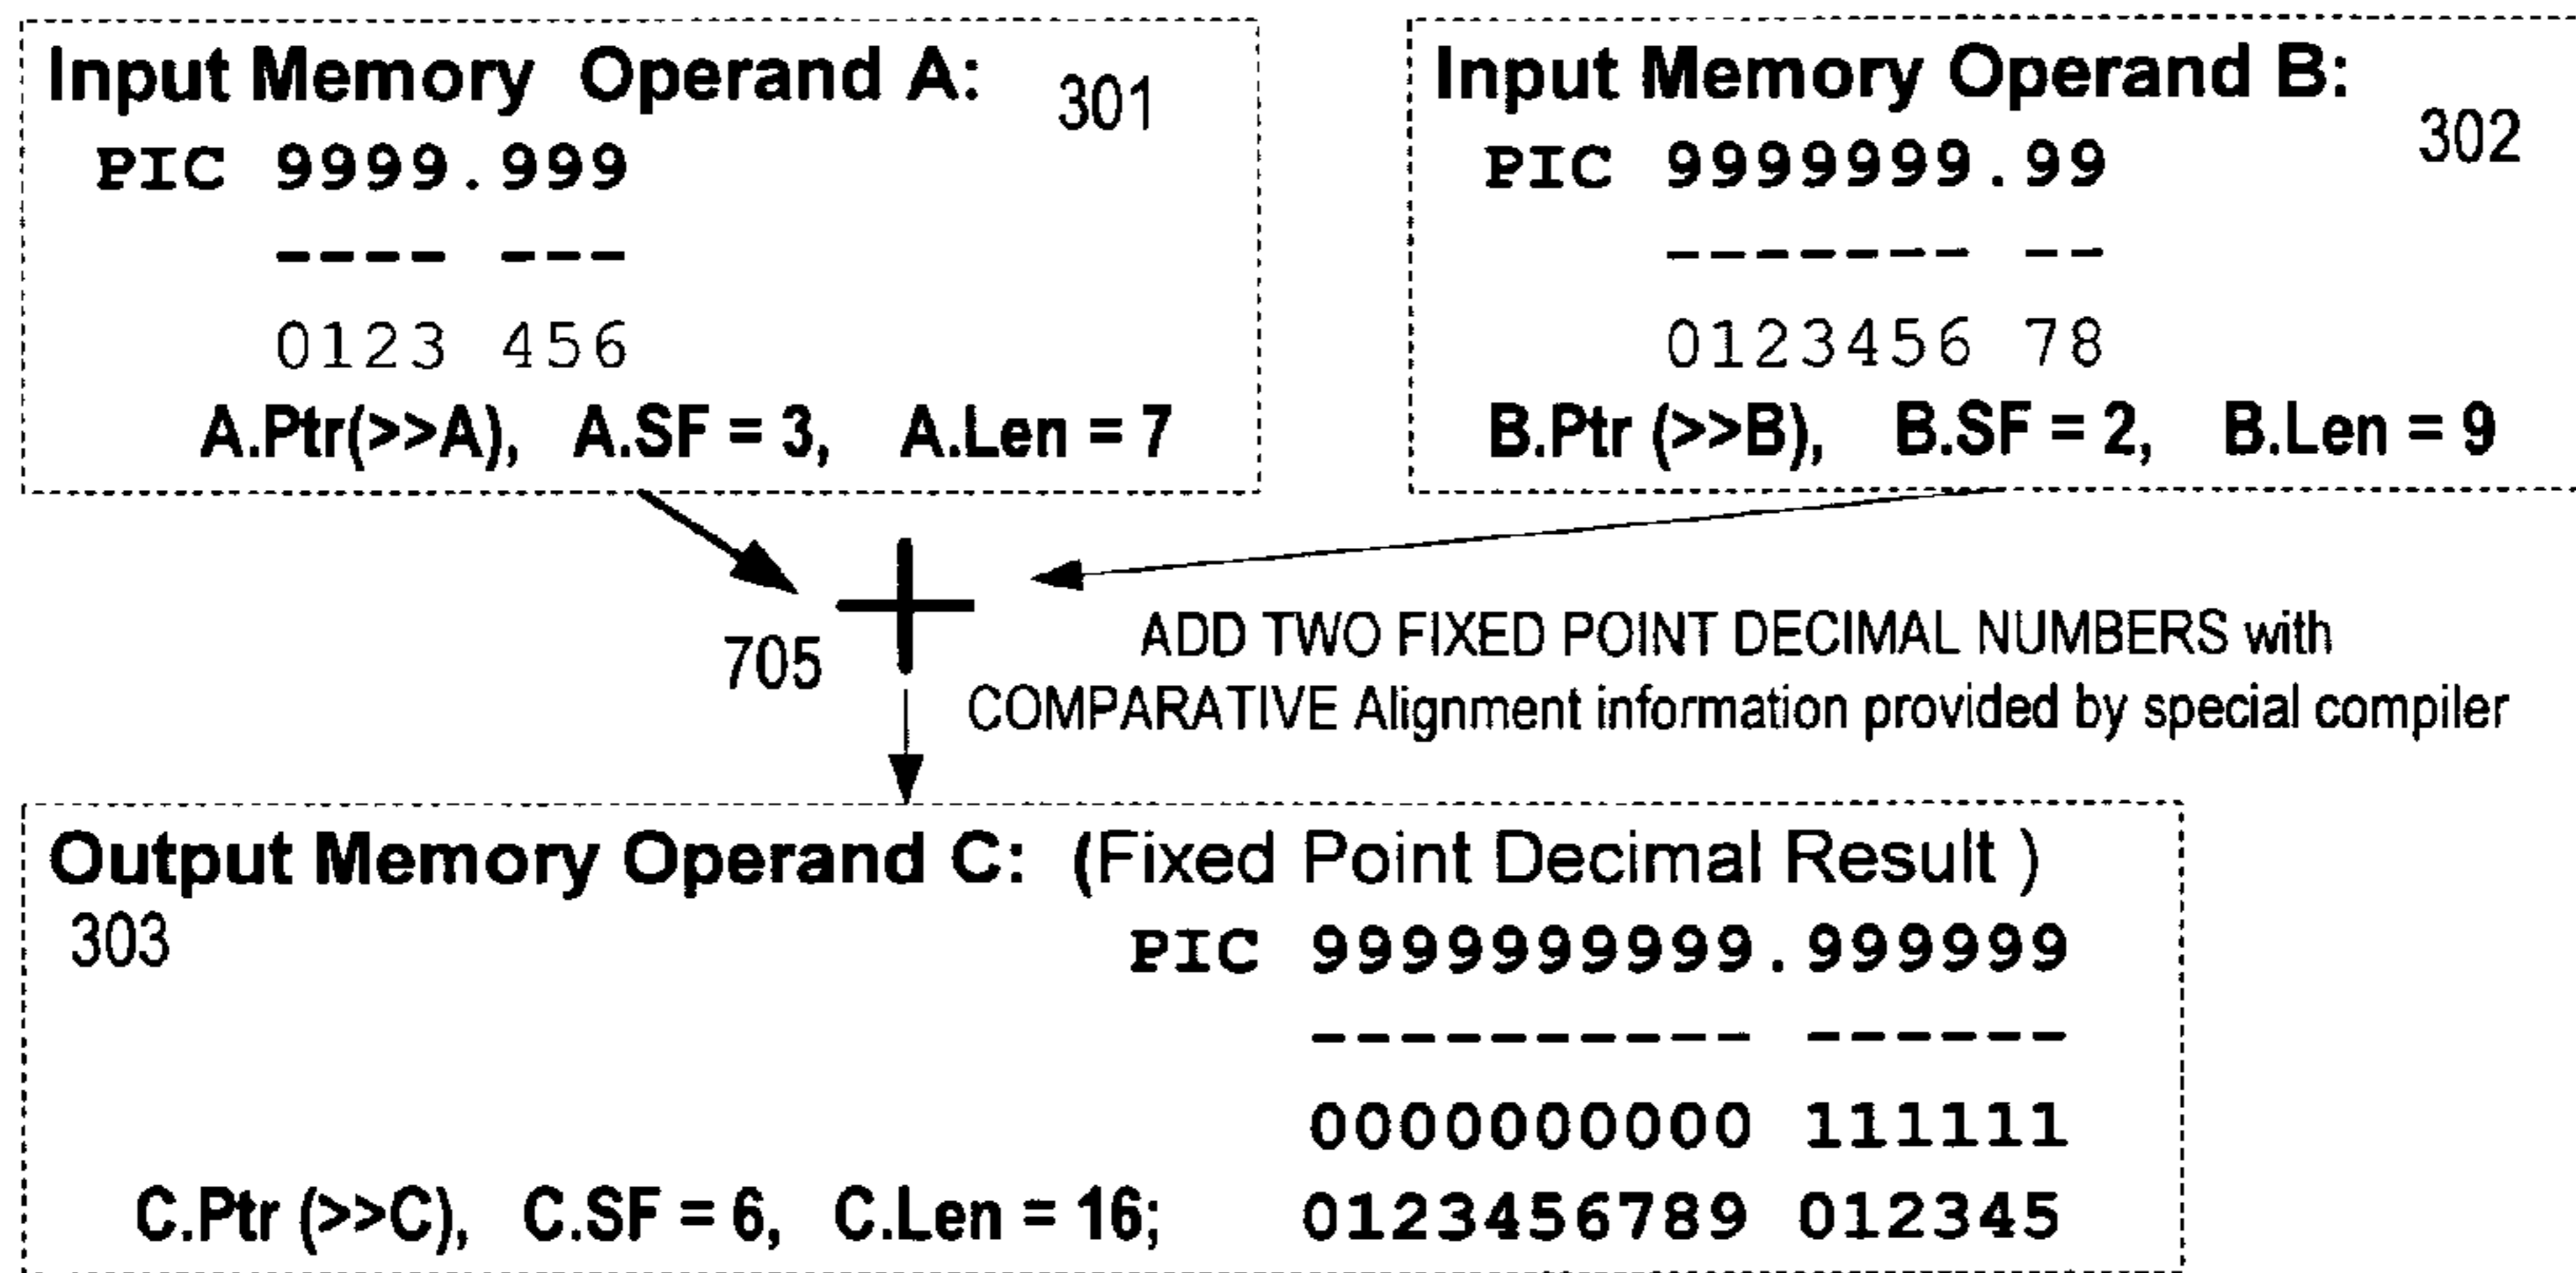 Input Memory Operand A: 301
PIC 9999.999
---- ---
0123 456
A.Ptr(>>A), A.SF = 3, A.Len = 7
Input Memory Operand B: 302
PIC 9999999.99
------- --
0123456 78
B.Ptr (>>B), B.SF = 2, B.Len = 9
+
705
ADD TWO FIXED POINT DECIMAL NUMBERS with
COMPARATIVE Alignment information provided by special compiler
Output Memory Operand C: (Fixed Point Decimal Result )
303
PIC 9999999999.999999
---------- ------
0000000000 111111
C.Ptr (>>C), C.SF = 6, C.Len = 16; 0123456789 012345